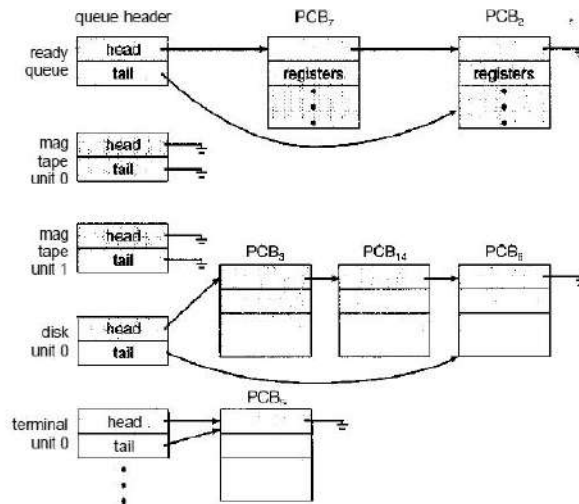 queue header
PCB₇
PCB₂
ready queue
head
tail
registers
registers
mag tape unit 0
head
tail
mag tape unit 1
head
tail
PCB₃
PCB₁₄
PCB₆
disk unit 0
head
tail
terminal unit 0
head
tail